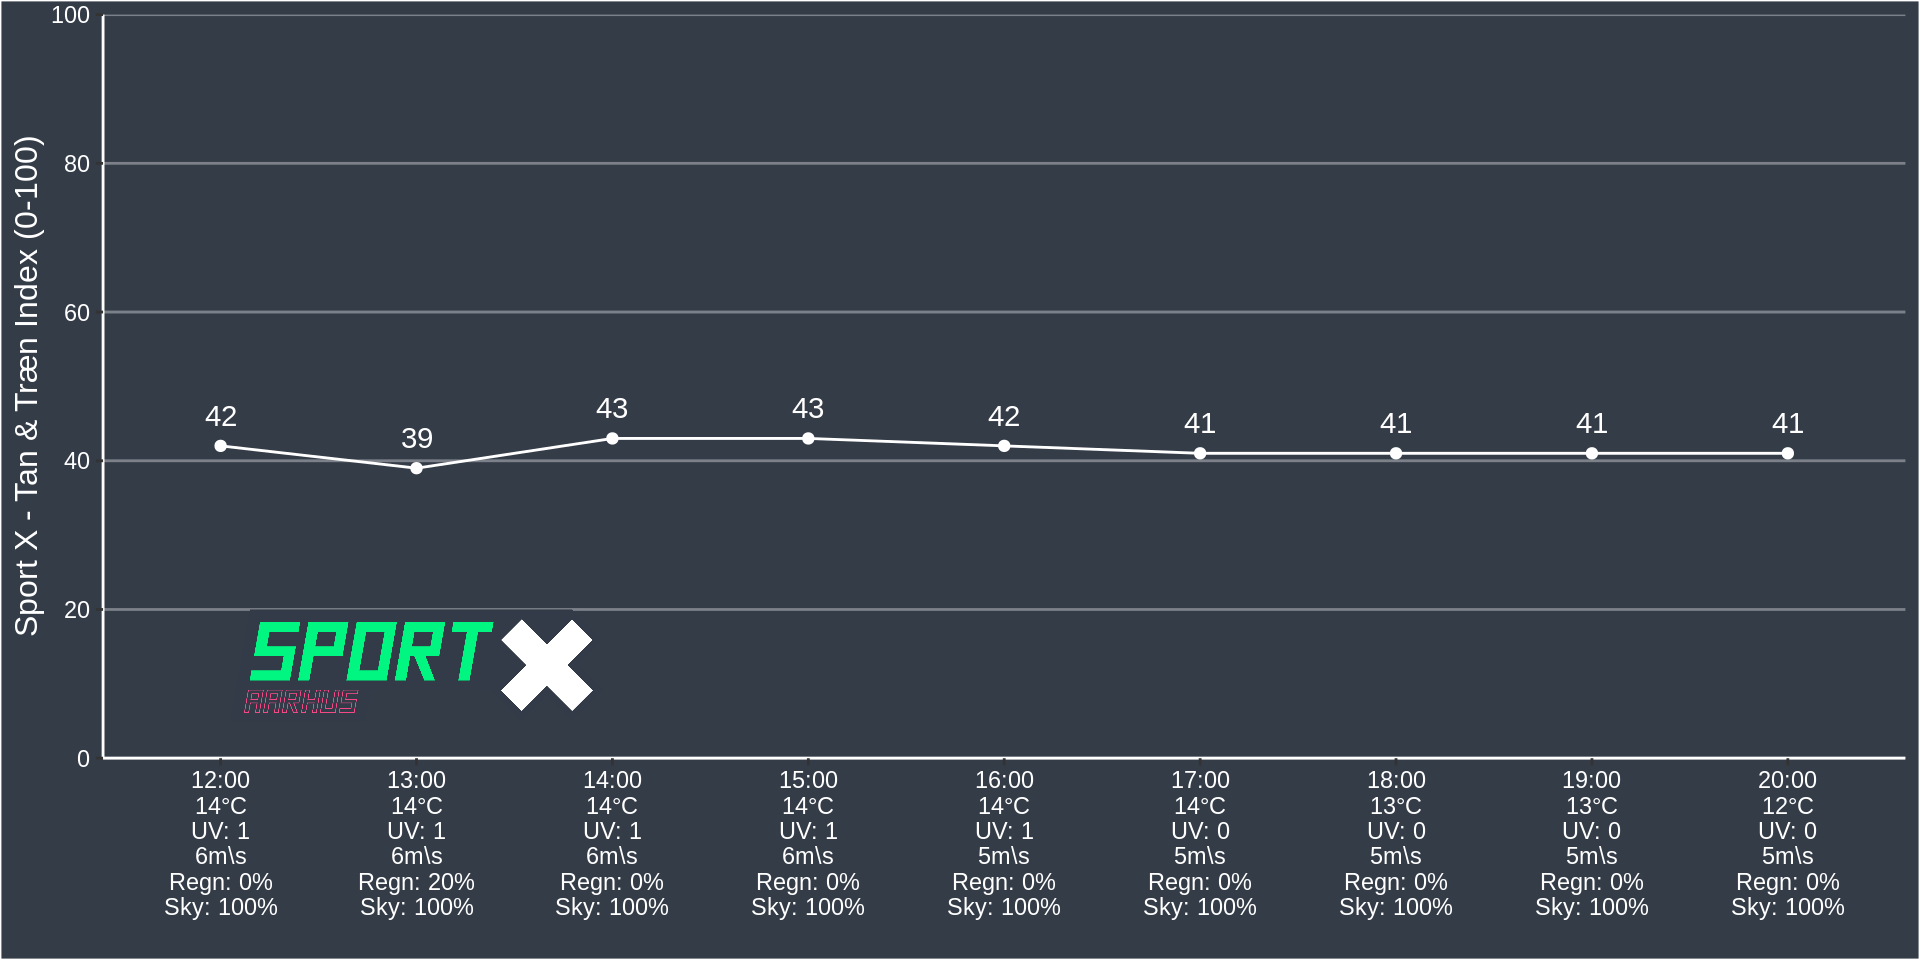 Sport X - Tan & Træn Index (0-100)
100
80
60
40
20
0
42 39 43 43 42 41 41 41 41
SPORT X
AARHUS
12:00 13:00 14:00 15:00 16:00 17:00 18:00 19:00 20:00
14°C 14°C 14°C 14°C 14°C 14°C 13°C 13°C 12°C
UV: 1 UV: 1 UV: 1 UV: 1 UV: 1 UV: 0 UV: 0 UV: 0 UV: 0
6m\s 6m\s 6m\s 6m\s 5m\s 5m\s 5m\s 5m\s 5m\s
Regn: 0% Regn: 20% Regn: 0% Regn: 0% Regn: 0% Regn: 0% Regn: 0% Regn: 0% Regn: 0%
Sky: 100% Sky: 100% Sky: 100% Sky: 100% Sky: 100% Sky: 100% Sky: 100% Sky: 100% Sky: 100%